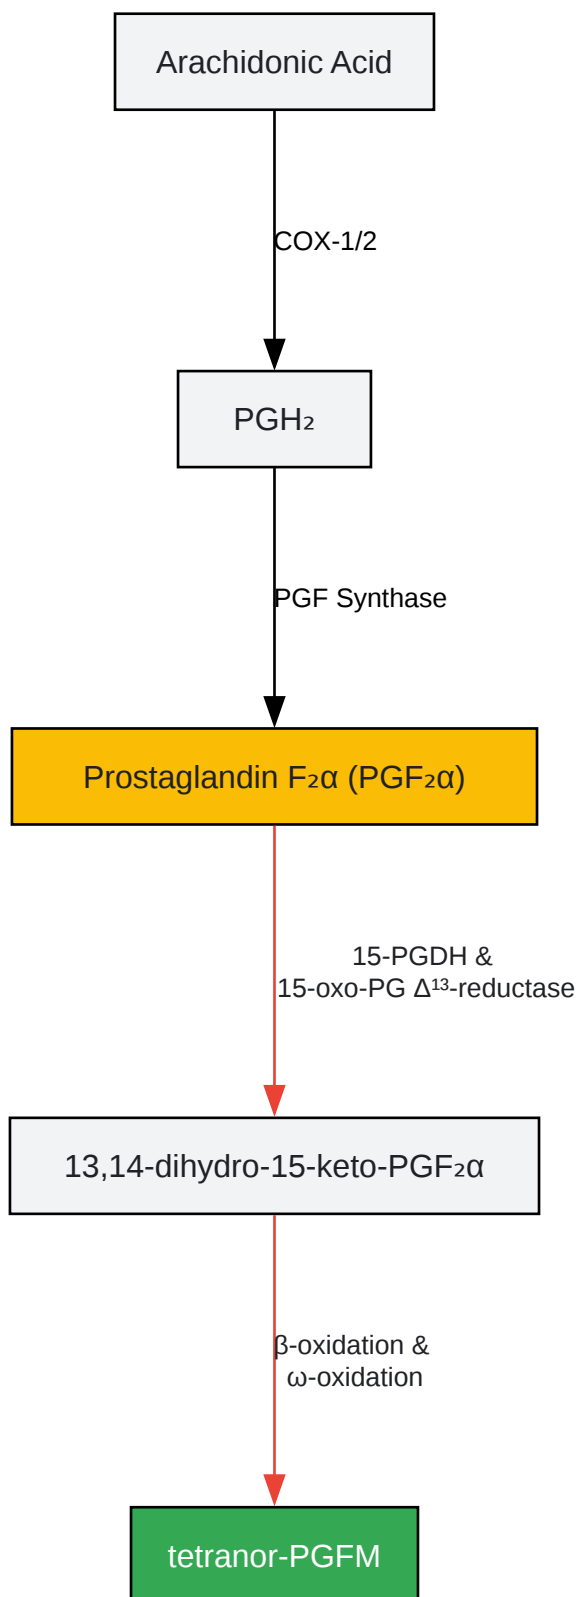 Arachidonic Acid
COX-1/2
PGH₂
PGF Synthase
Prostaglandin F₂α (PGF₂α)
15-PGDH &
15-oxo-PG Δ¹³-reductase
13,14-dihydro-15-keto-PGF₂α
β-oxidation &
ω-oxidation
tetranor-PGFM